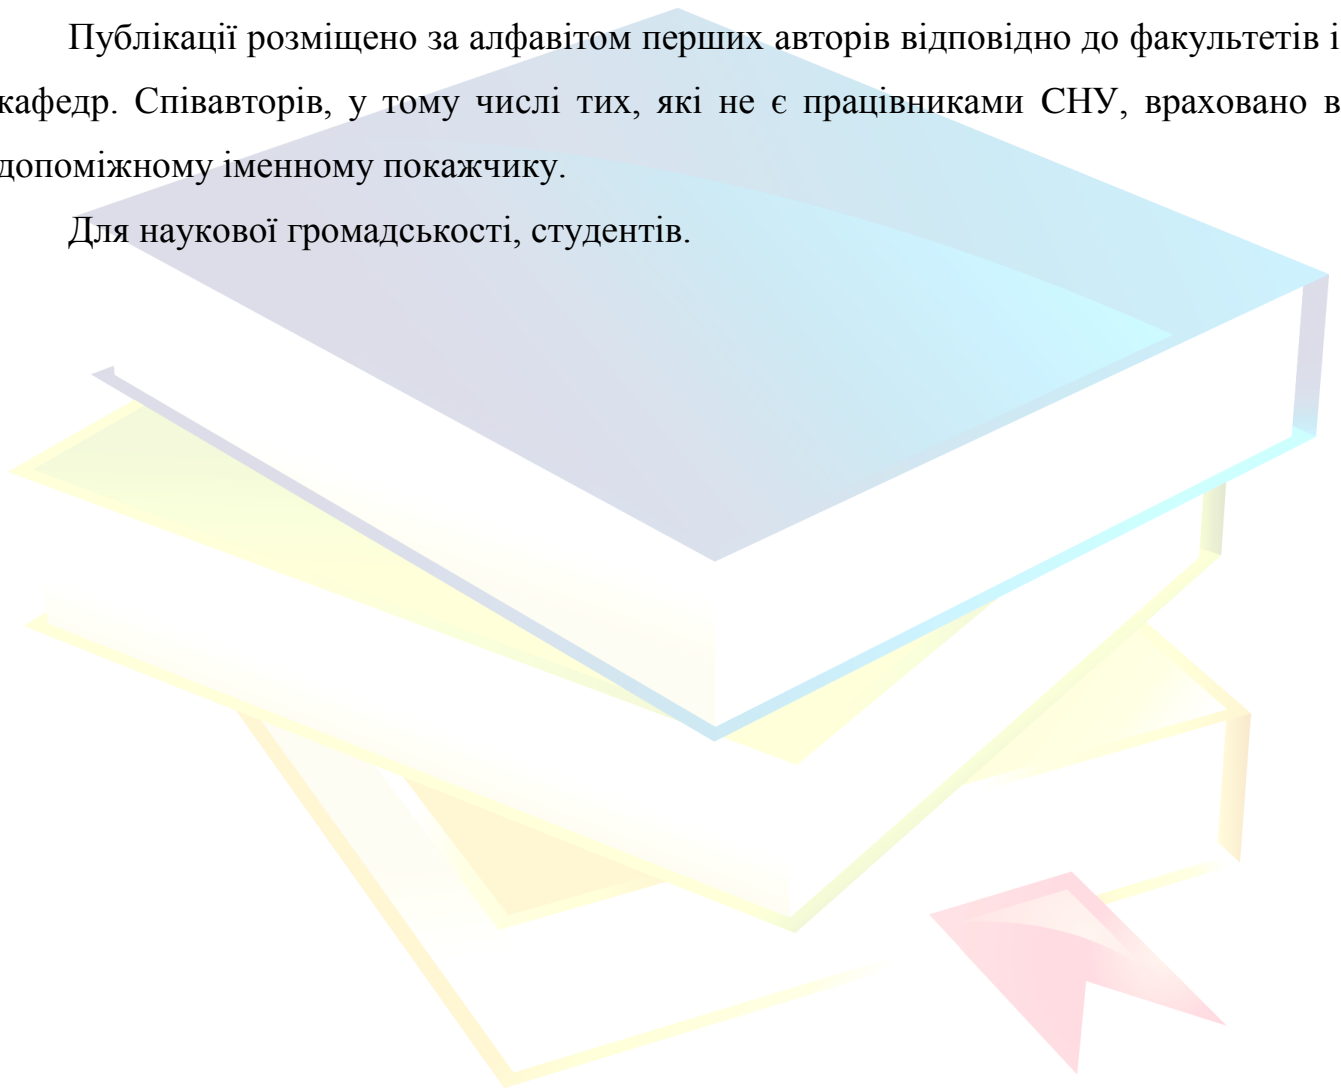 Публікації розміщено за алфавітом перших авторів відповідно до факультетів і
кафедр. Співавторів, у тому числі тих, які не є працівниками СНУ, враховано в
допоміжному іменному покажчику.
Для наукової громадськості, студентів.